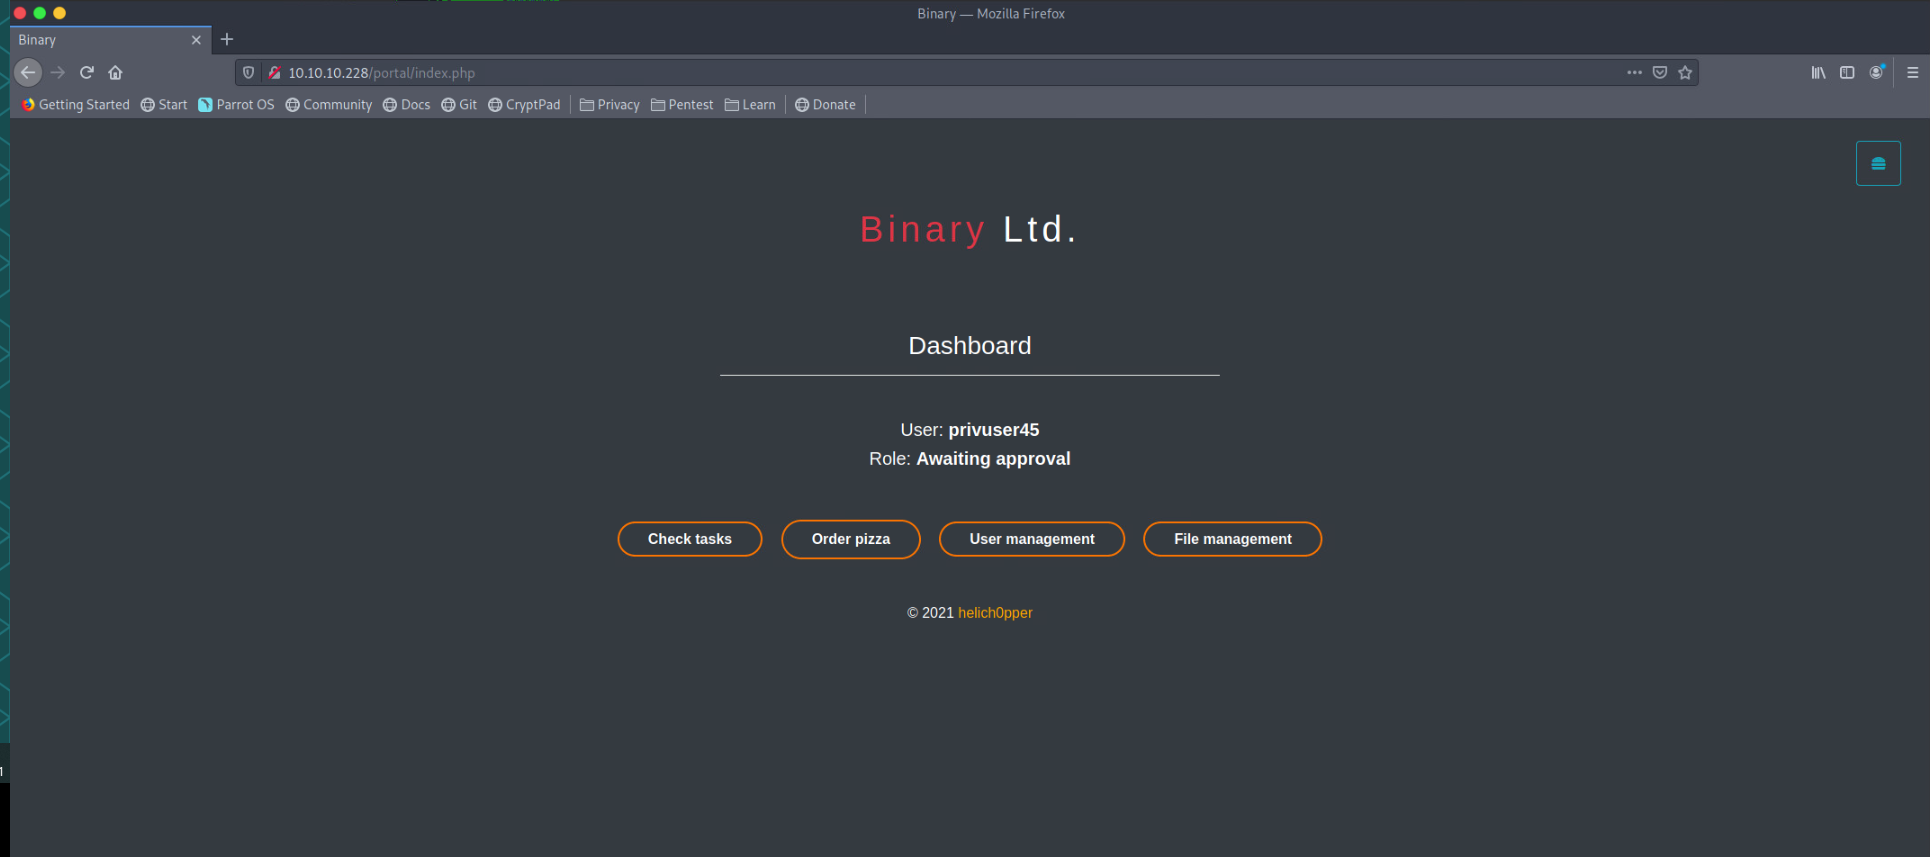 Binary — Mozilla Firefox
Binary
10.10.10.228/portal/index.php
Getting Started Start Parrot OS Community Docs Git CryptPad Privacy Pentest Learn Donate
Binary Ltd.
Dashboard
User: privuser45
Role: Awaiting approval
Check tasks Order pizza User management File management
© 2021 helich0pper
1